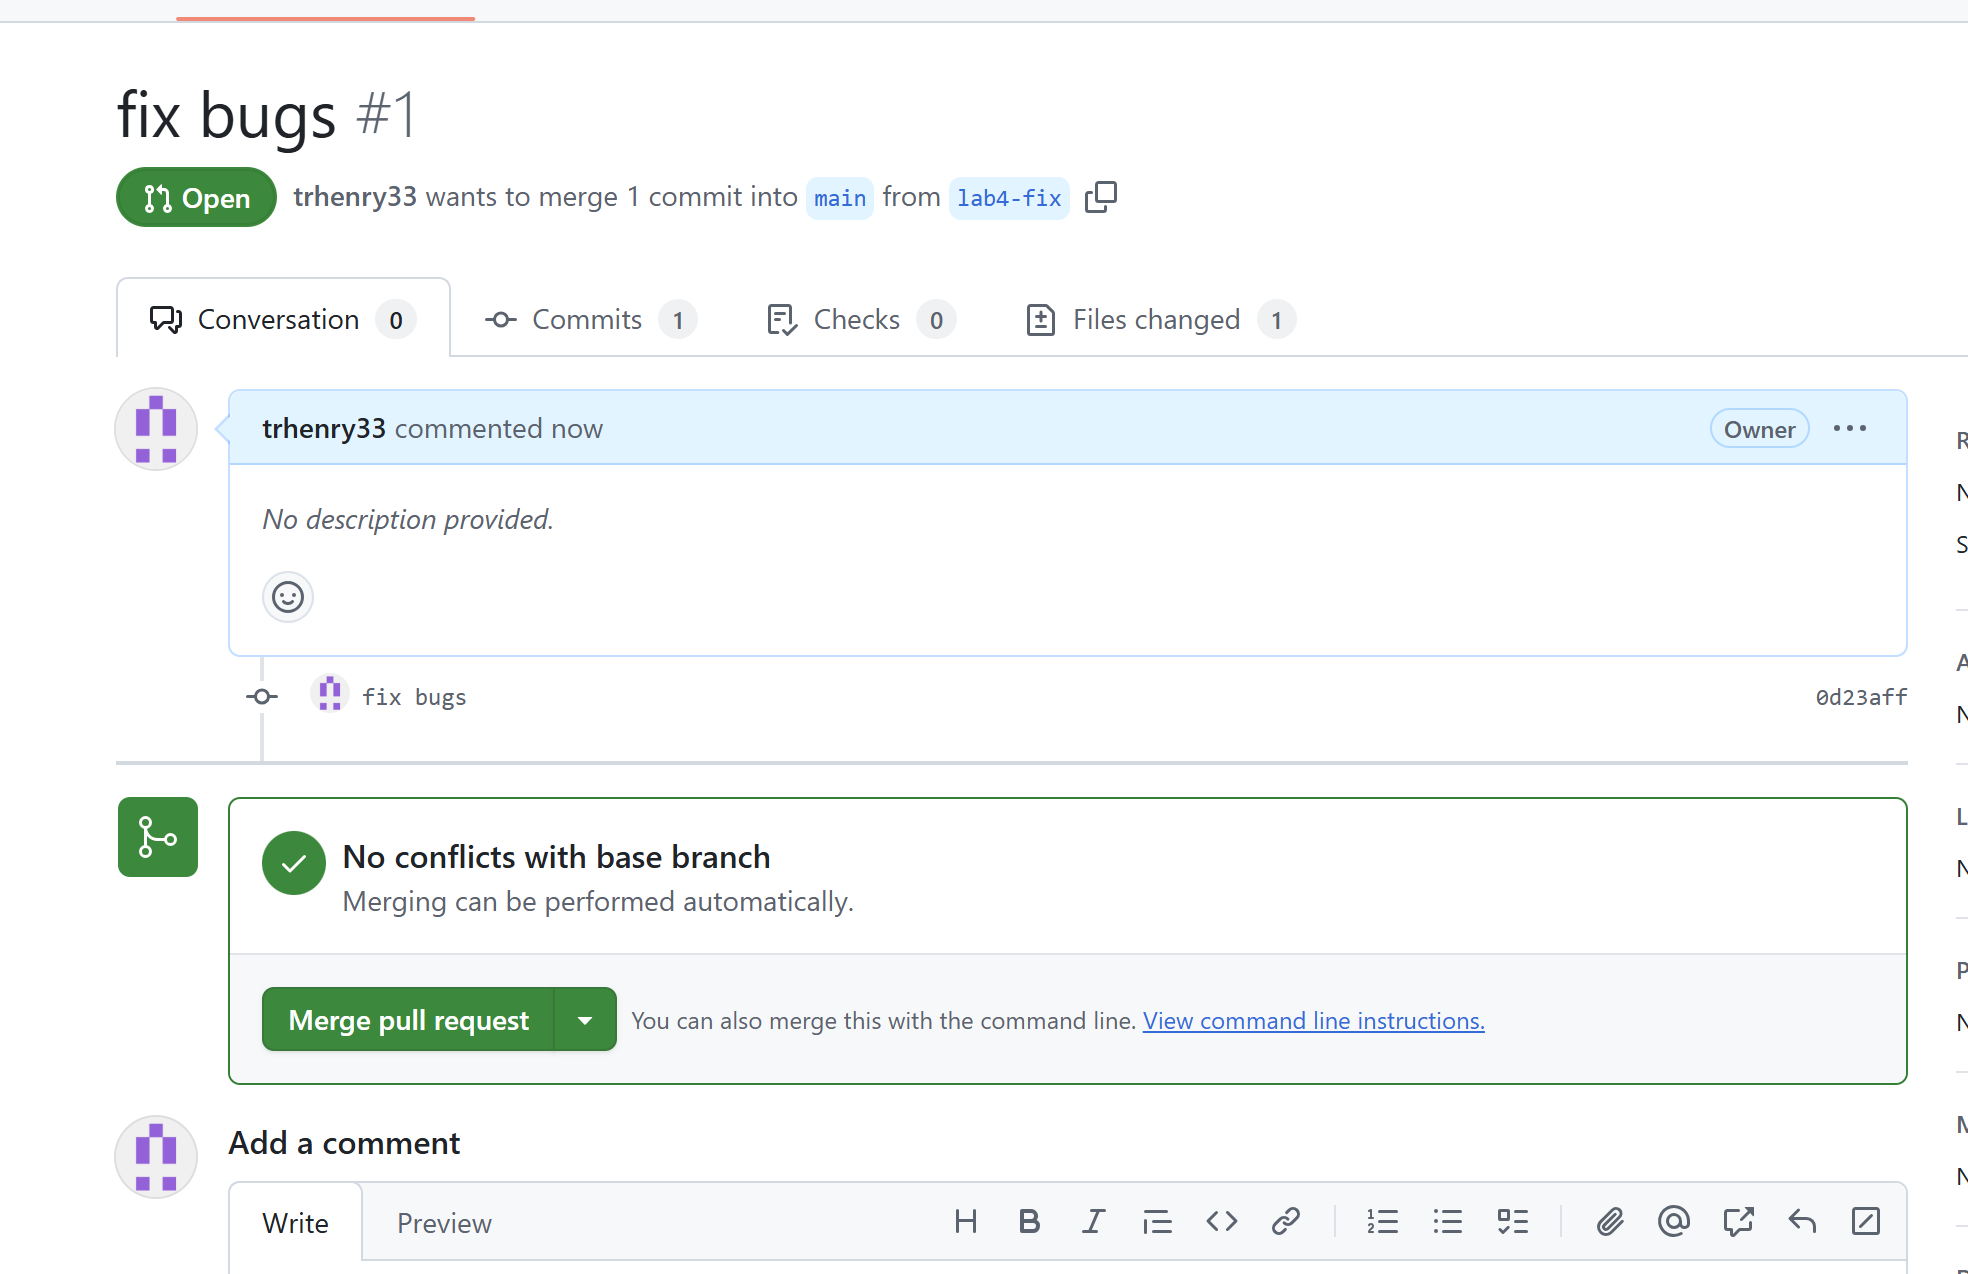 fix bugs #1
Open trhenry33 wants to merge 1 commit into main from lab4-fix
Conversation 0 Commits 1 Checks 0 Files changed 1
trhenry33 commented now Owner
No description provided.
fix bugs 0d23aff
No conflicts with base branch
Merging can be performed automatically.
Merge pull request You can also merge this with the command line. View command line instructions.
Add a comment
Write Preview